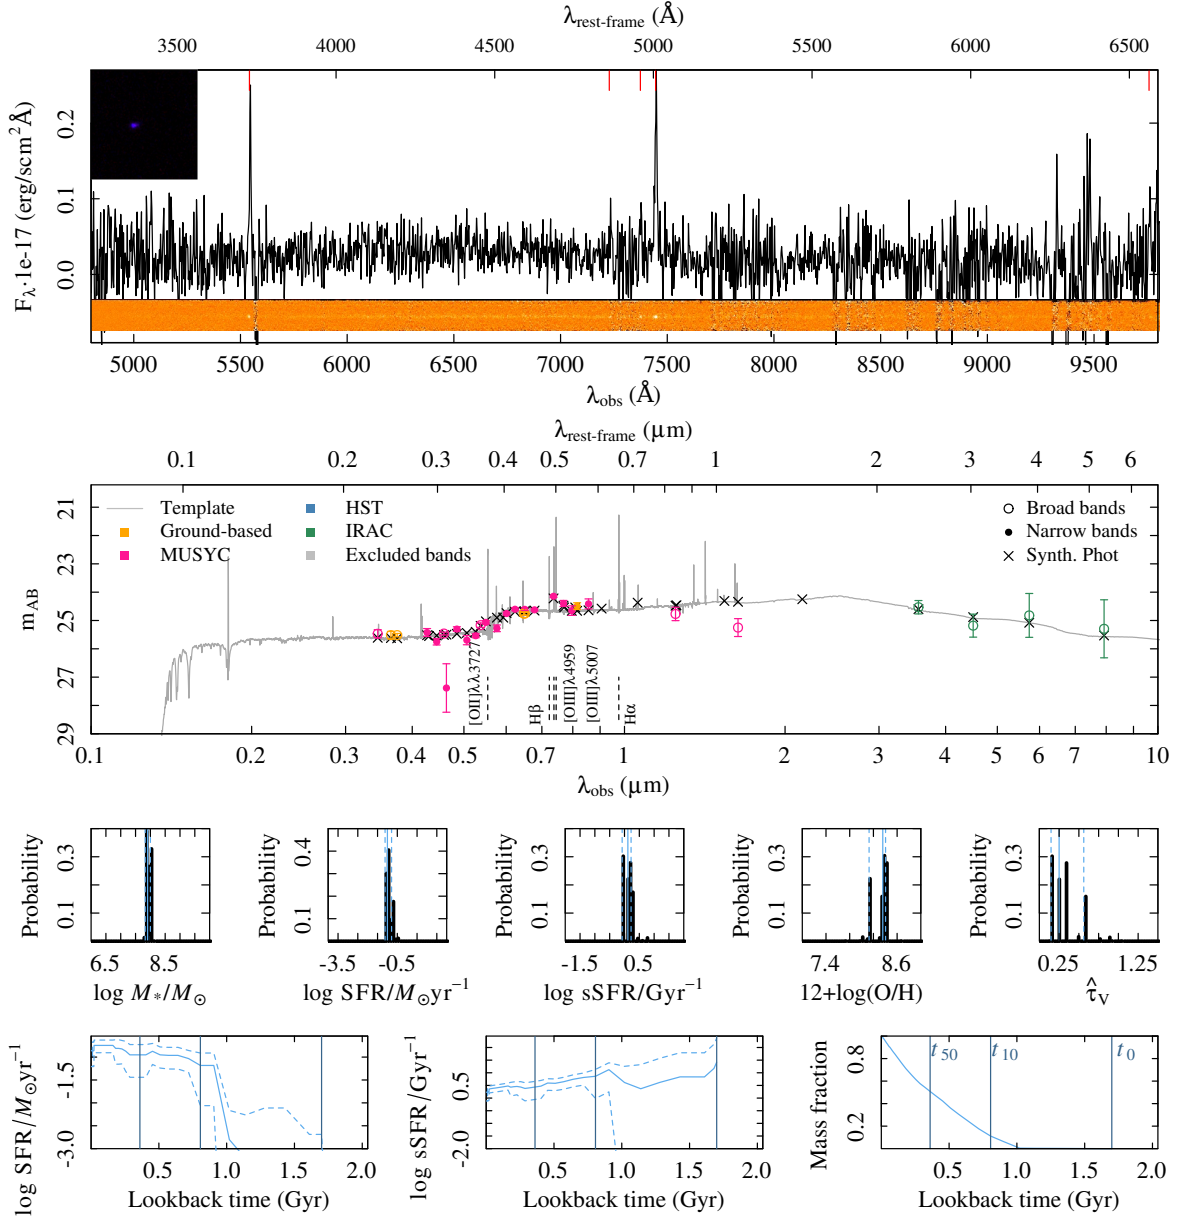 λrest-frame (Å)
3500 4000 4500 5000 5500 6000 6500
Fλ·1e-17 (erg/scm²Å)
0.0 0.1 0.2
5000 5500 6000 6500 7000 7500 8000 8500 9000 9500
λobs (Å)
λrest-frame (μm)
0.1 0.2 0.3 0.4 0.5 0.7 1 2 3 4 5 6
mAB
21 23 25 27 29
Template
Ground-based
MUSYC
HST
IRAC
Excluded bands
Broad bands
Narrow bands
Synth. Phot
[OII]λλ3727
Hβ
[OIII]λ4959
[OIII]λ5007
Hα
0.1 0.2 0.3 0.4 0.5 0.7 1 2 3 4 5 6 7 8 10
λobs (μm)
Probability
0.1 0.3
6.5 8.5
log M*/M⊙
Probability
0.1 0.4
-3.5 -0.5
log SFR/M⊙yr⁻¹
Probability
0.1 0.3
-1.5 0.5
log sSFR/Gyr⁻¹
Probability
0.1 0.3
7.4 8.6
12+log(O/H)
Probability
0.1 0.3
0.25 1.25
τ̂V
log SFR/M⊙yr⁻¹
-3.0 -1.5
0.5 1.0 1.5 2.0
Lookback time (Gyr)
log sSFR/Gyr⁻¹
-2.0 0.5
0.5 1.0 1.5 2.0
Lookback time (Gyr)
Mass fraction
0.2 0.8
t50
t10
t0
0.5 1.0 1.5 2.0
Lookback time (Gyr)